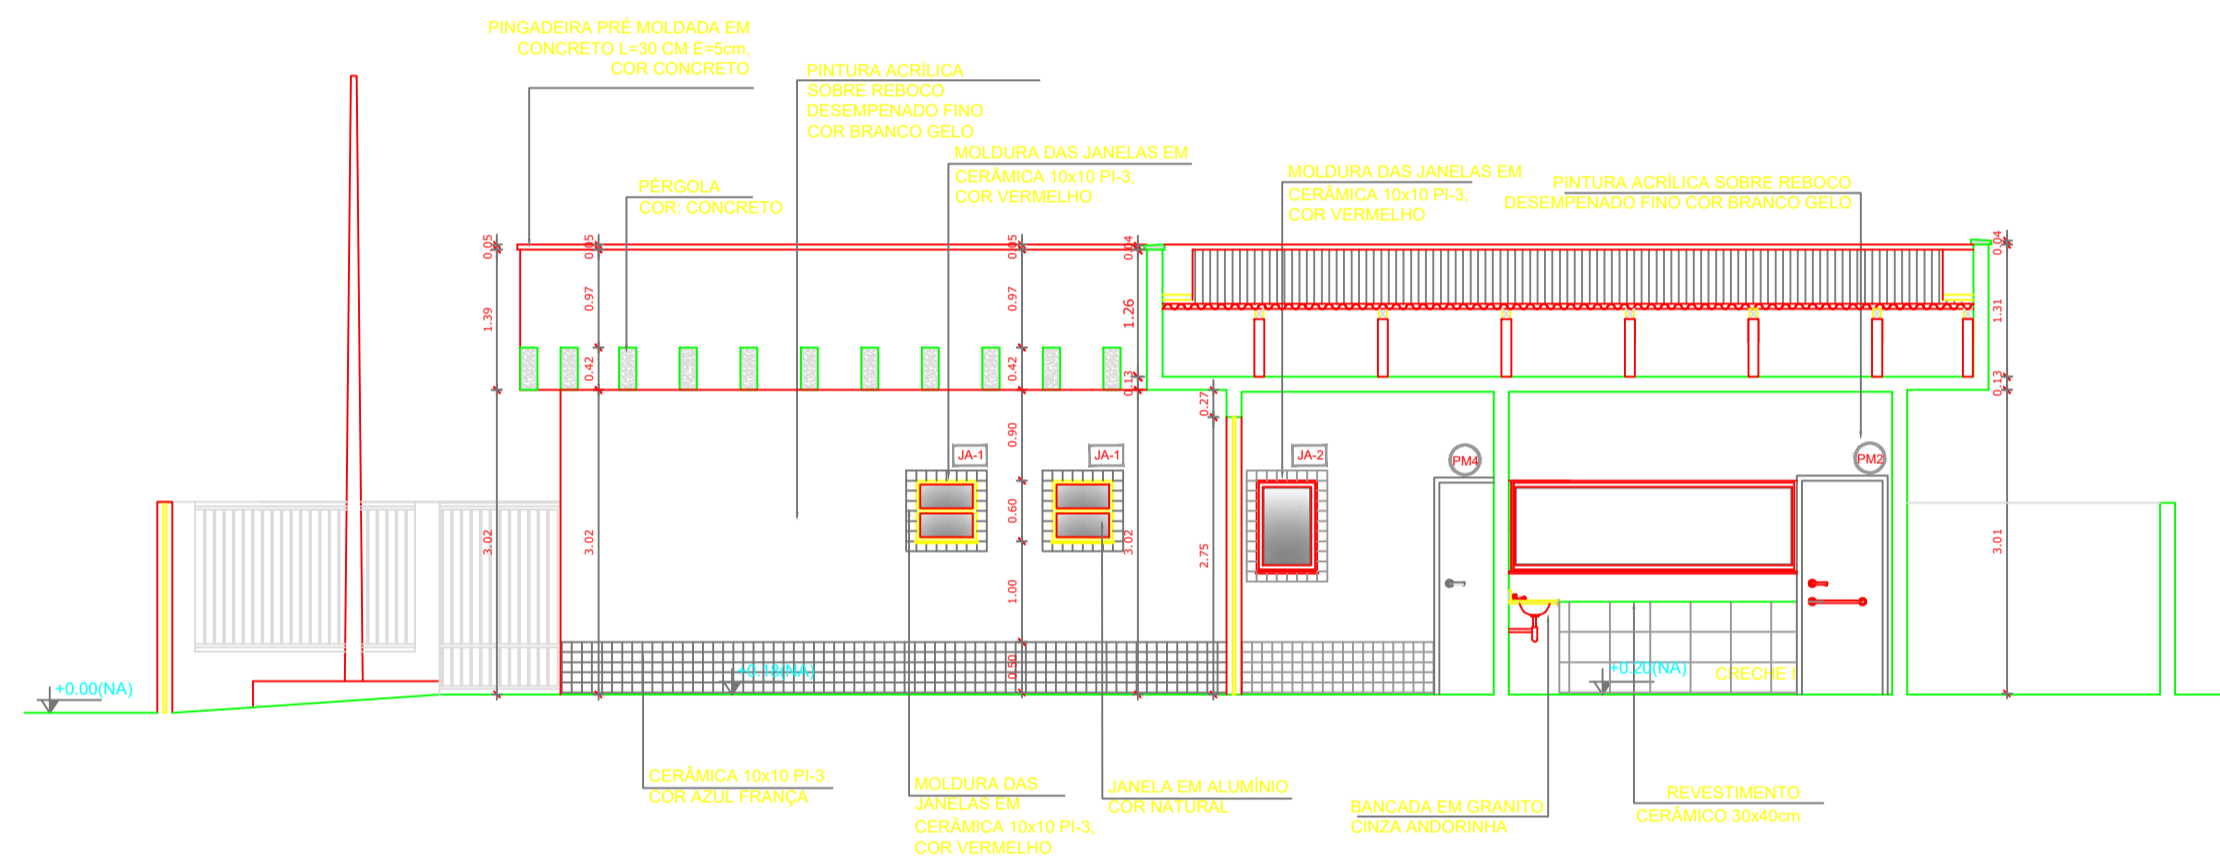 PINGADEIRA PRÉ MOLDADA EM
CONCRETO L=30 CM E=5cm,
COR CONCRETO
PINTURA ACRÍLICA
SOBRE REBOCO
DESEMPENADO FINO
COR BRANCO GELO
MOLDURA DAS JANELAS EM
CERÂMICA 10x10 PI-3,
COR VERMELHO
MOLDURA DAS JANELAS EM
CERÂMICA 10x10 PI-3,
COR VERMELHO
PINTURA ACRÍLICA SOBRE REBOCO
DESEMPENADO FINO COR BRANCO GELO
PÉRGOLA
COR: CONCRETO
0.05
0.05
0.05
0.04
0.04
1.39
0.97
0.97
1.26
1.31
0.42
0.42
0.13
0.13
0.27
0.90
JA-1
JA-1
JA-2
PM4
PM2
0.60
3.02
3.02
3.02
2.75
3.01
1.00
0.50
+0.00(NA)
+0.18(NA)
+0.20(NA)
CRECHE I
CERÂMICA 10x10 PI-3
COR AZUL FRANÇA
MOLDURA DAS
JANELAS EM
CERÂMICA 10x10 PI-3,
COR VERMELHO
JANELA EM ALUMÍNIO
COR NATURAL
BANCADA EM GRANITO
CINZA ANDORINHA
REVESTIMENTO
CERÂMICO 30x40cm